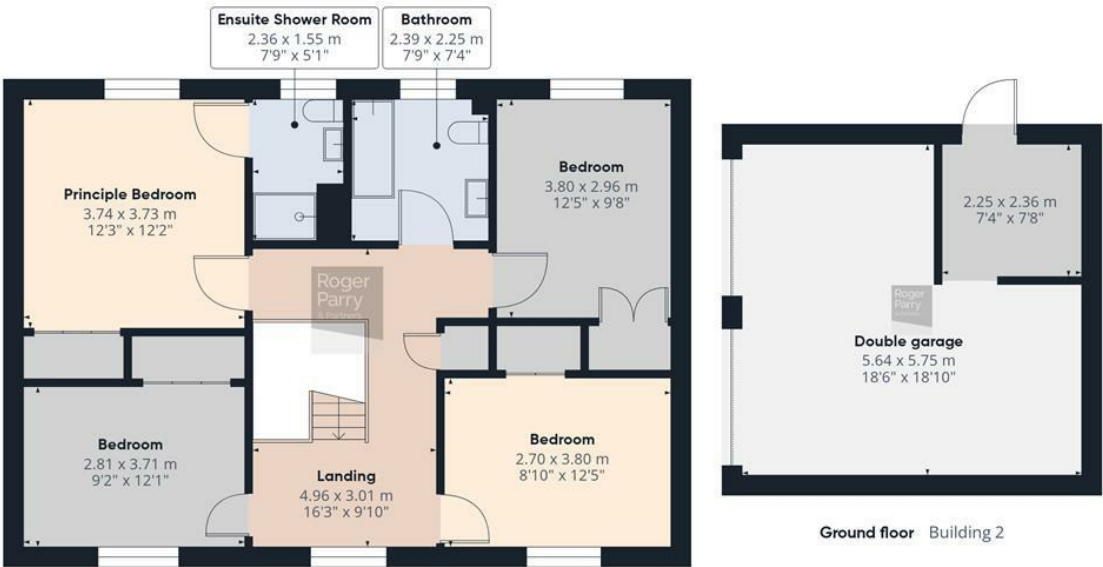 Ensuite Shower Room
2.36 x 1.55 m
7'9" x 5'1"
Bathroom
2.39 x 2.25 m
7'9" x 7'4"
Principle Bedroom
3.74 x 3.73 m
12'3" x 12'2"
Bedroom
3.80 x 2.96 m
12'5" x 9'8"
Roger
Parry
& Partners
Bedroom
2.81 x 3.71 m
9'2" x 12'1"
Landing
4.96 x 3.01 m
16'3" x 9'10"
Bedroom
2.70 x 3.80 m
8'10" x 12'5"
2.25 x 2.36 m
7'4" x 7'8"
Roger
Parry
& Partners
Double garage
5.64 x 5.75 m
18'6" x 18'10"
Ground floor Building 2